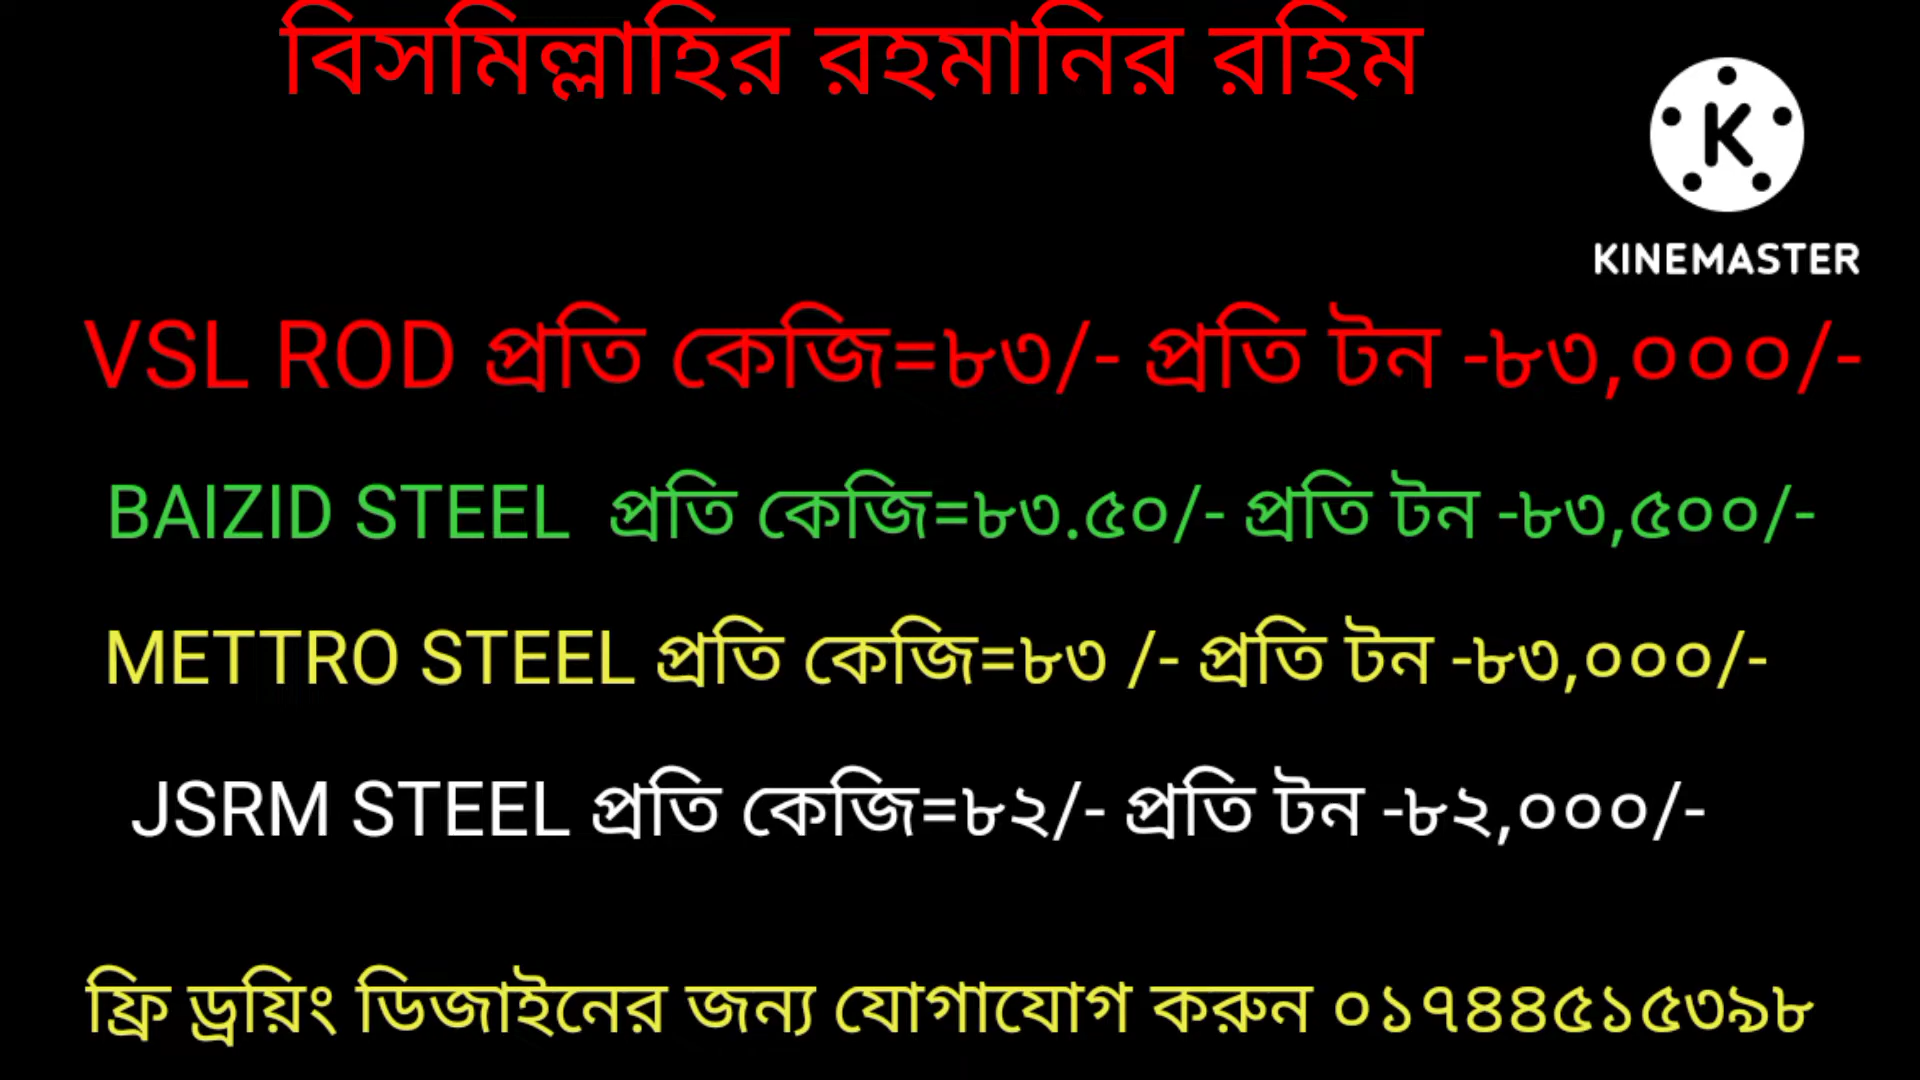 বিসমিল্লাহির রহমানির রহিম
KINEMASTER
VSL ROD প্রতি কেজি=৮৩/- প্রতি টন -৮৩,০০০/-
BAIZID STEEL প্রতি কেজি=৮৩.৫০/- প্রতি টন -৮৩,৫০০/-
METTRO STEEL প্রতি কেজি=৮৩ /- প্রতি টন -৮৩,০০০/-
JSRM STEEL প্রতি কেজি=৮২/- প্রতি টন -৮২,০০০/-
ফ্রি ড্রয়িং ডিজাইনের জন্য যোগাযোগ করুন ০১৭৪৪৫১৫৩৯৮